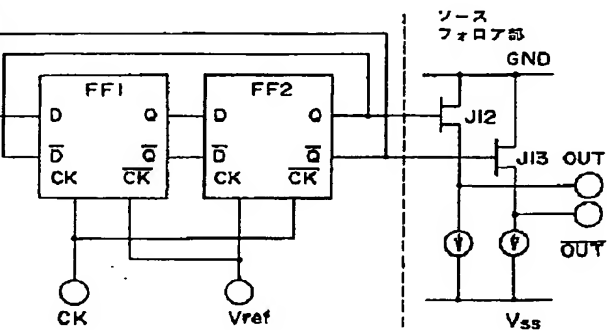 ソース
フォロア部
GND
FF1
FF2
D
Q
D
Q
J12
D̅
Q̅
D̅
Q̅
J13
OUT
CK
C̅K̅
CK
C̅K̅
O̅U̅T̅
CK
Vref
Vss